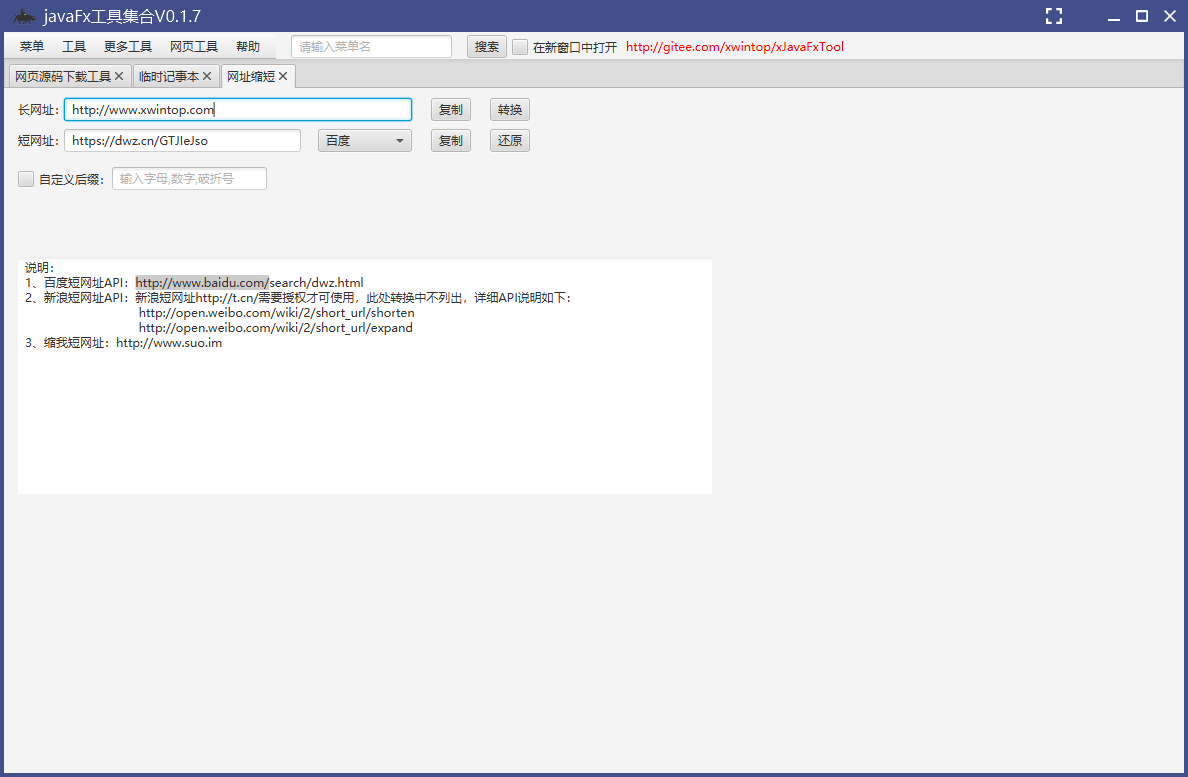 javaFx工具集合V0.1.7
菜单 工具 更多工具 网页工具 帮助 请输入菜单名 搜索 在新窗口中打开 http://gitee.com/xwintop/xJavaFxTool
网页源码下载工具 临时记事本 网址缩短
长网址: http://www.xwintop.com 复制 转换
短网址: https://dwz.cn/GTJIeJso 百度 复制 还原
自定义后缀: 输入字母,数字,破折号
说明:
1、百度短网址API: http://www.baidu.com/search/dwz.html
2、新浪短网址API: 新浪短网址http://t.cn/需要授权才可使用，此处转换中不列出，详细API说明如下：
http://open.weibo.com/wiki/2/short_url/shorten
http://open.weibo.com/wiki/2/short_url/expand
3、缩我短网址: http://www.suo.im